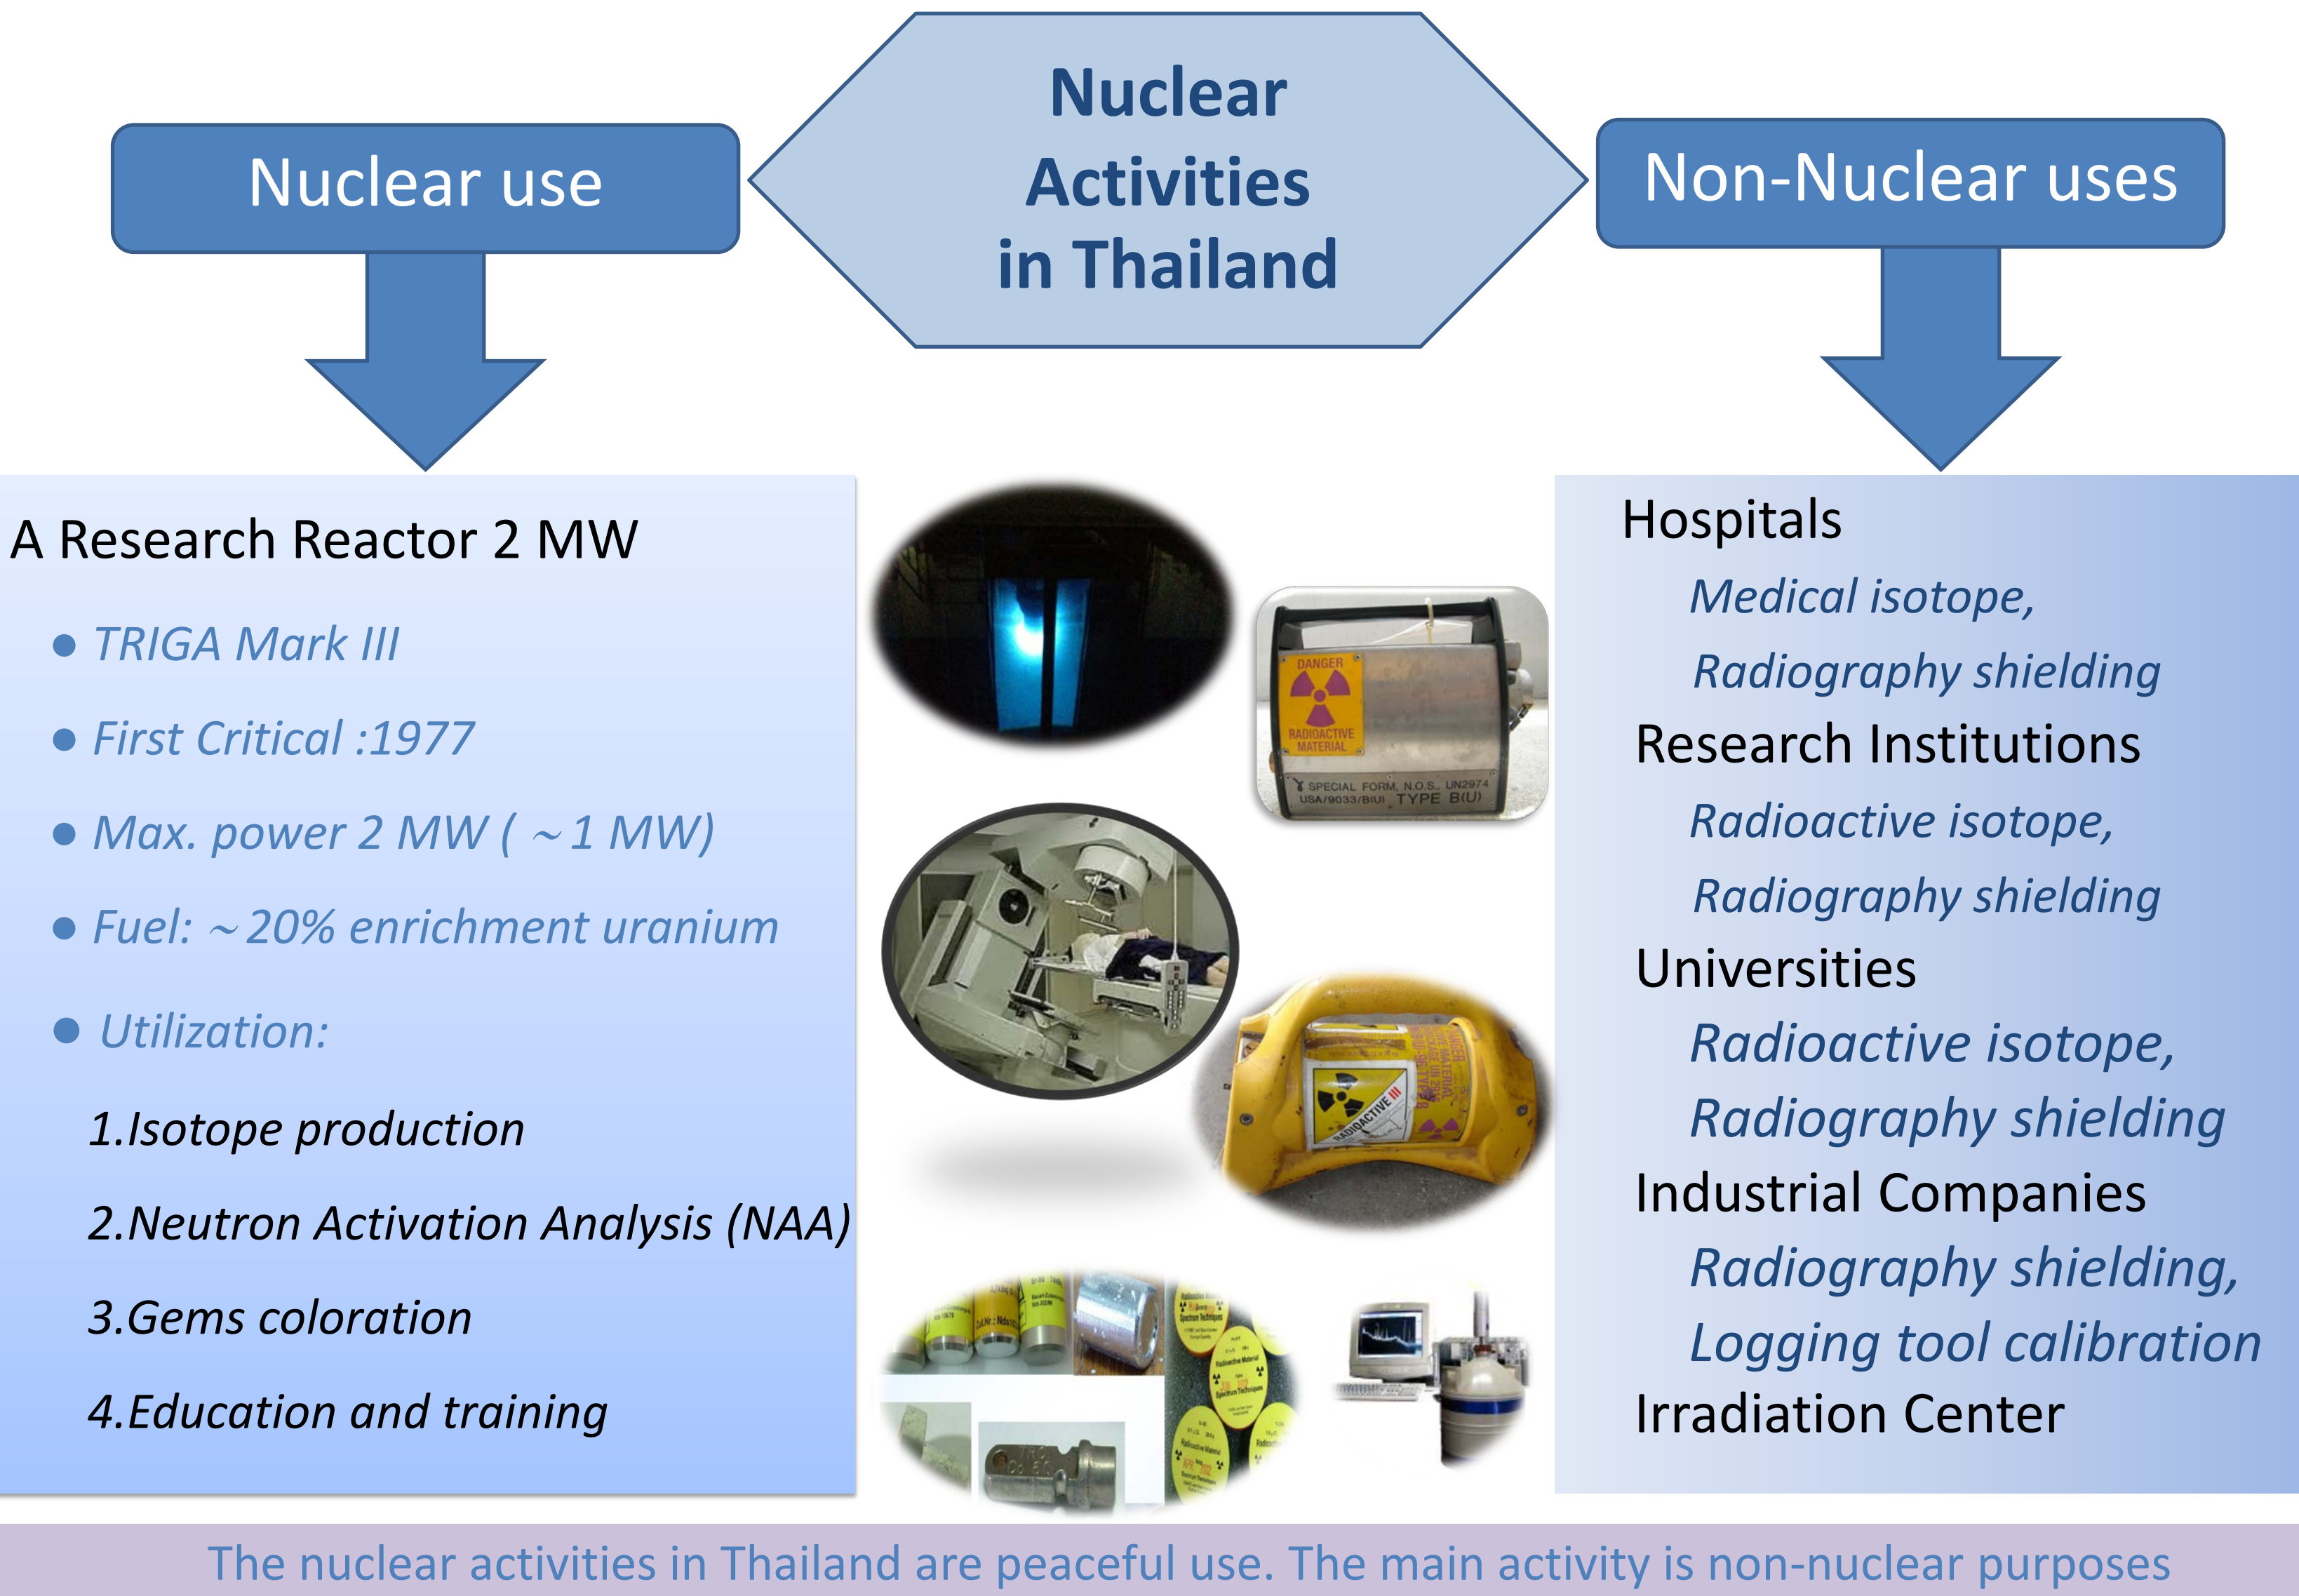 Nuclear
Activities
in Thailand
Nuclear use
Non-Nuclear uses
A Research Reactor 2 MW
● TRIGA Mark III
● First Critical :1977
● Max. power 2 MW ( ~ 1 MW)
● Fuel: ~ 20% enrichment uranium
● Utilization:
1.Isotope production
2.Neutron Activation Analysis (NAA)
3.Gems coloration
4.Education and training
DANGER
RADIOACTIVE
MATERIAL
SPECIAL FORM, N.O.S., UN2974
USA/9033/B(U) TYPE B(U)
RADIOACTIVE III
Radioactive Material
Spectrum Techniques
Hospitals
Medical isotope,
Radiography shielding
Research Institutions
Radioactive isotope,
Radiography shielding
Universities
Radioactive isotope,
Radiography shielding
Industrial Companies
Radiography shielding,
Logging tool calibration
Irradiation Center
The nuclear activities in Thailand are peaceful use. The main activity is non-nuclear purposes